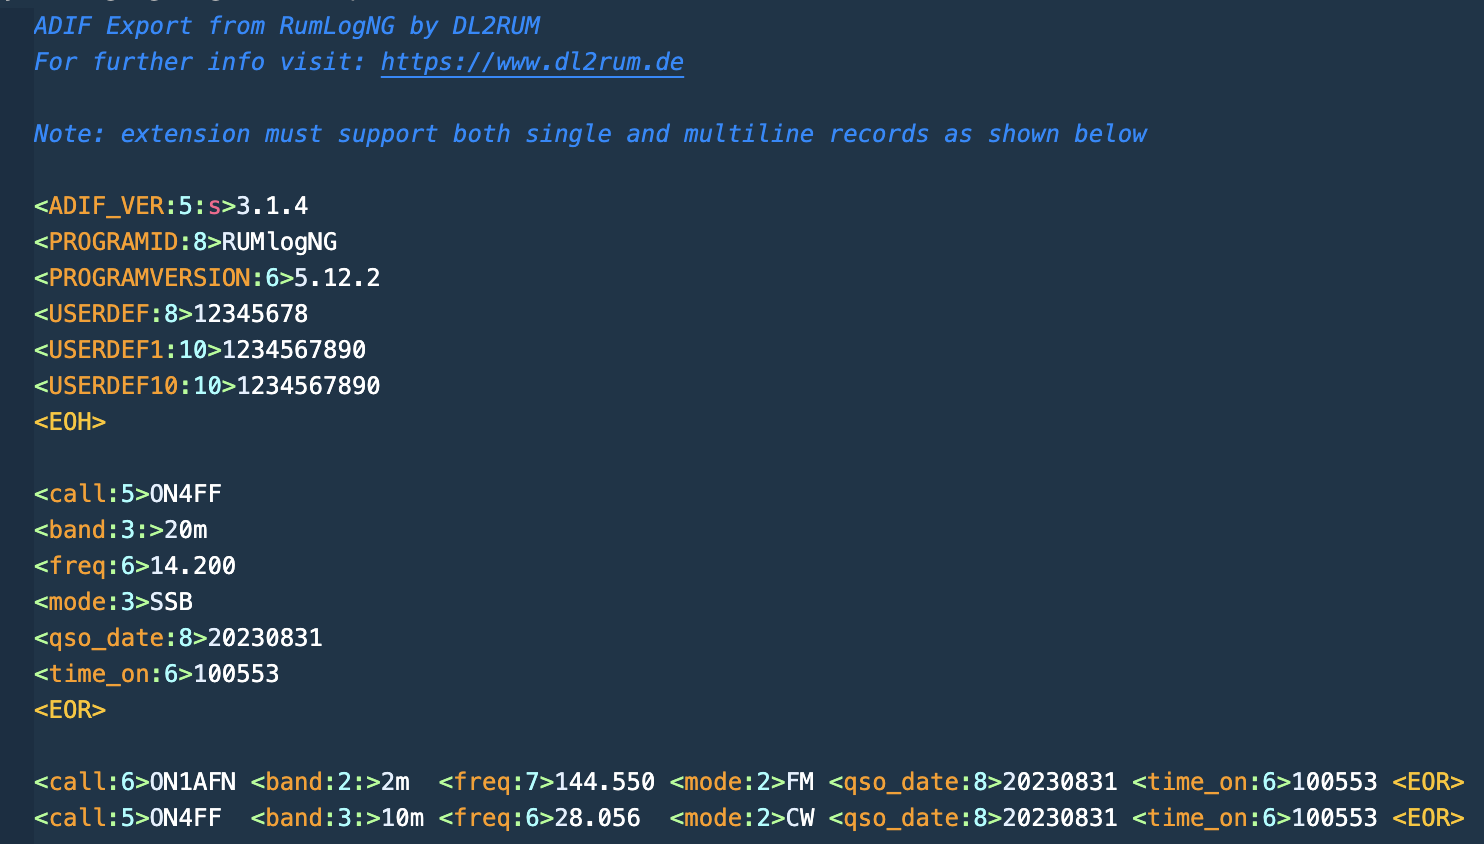 ADIF Export from RumLogNG by DL2RUM
For further info visit: https://www.dl2rum.de
Note: extension must support both single and multiline records as shown below
<ADIF_VER:5:s>3.1.4
<PROGRAMID:8>RUMlogNG
<PROGRAMVERSION:6>5.12.2
<USERDEF:8>12345678
<USERDEF1:10>1234567890
<USERDEF10:10>1234567890
<EOH>
<call:5>ON4FF
<band:3:>20m
<freq:6>14.200
<mode:3>SSB
<qso_date:8>20230831
<time_on:6>100553
<EOR>
<call:6>ON1AFN <band:2:>2m  <freq:7>144.550 <mode:2>FM <qso_date:8>20230831 <time_on:6>100553 <EOR>
<call:5>ON4FF  <band:3:>10m <freq:6>28.056  <mode:2>CW <qso_date:8>20230831 <time_on:6>100553 <EOR>